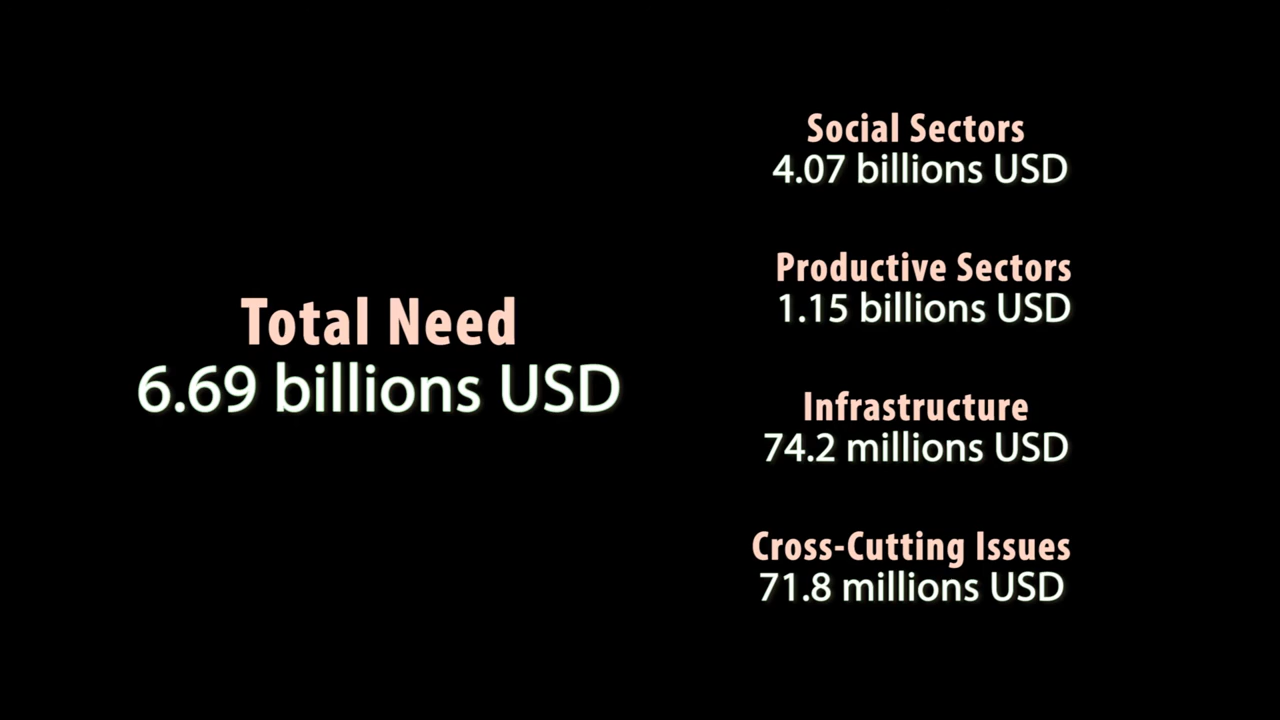 Total Need
6.69 billions USD
Social Sectors
4.07 billions USD
Productive Sectors
1.15 billions USD
Infrastructure
74.2 millions USD
Cross-Cutting Issues
71.8 millions USD